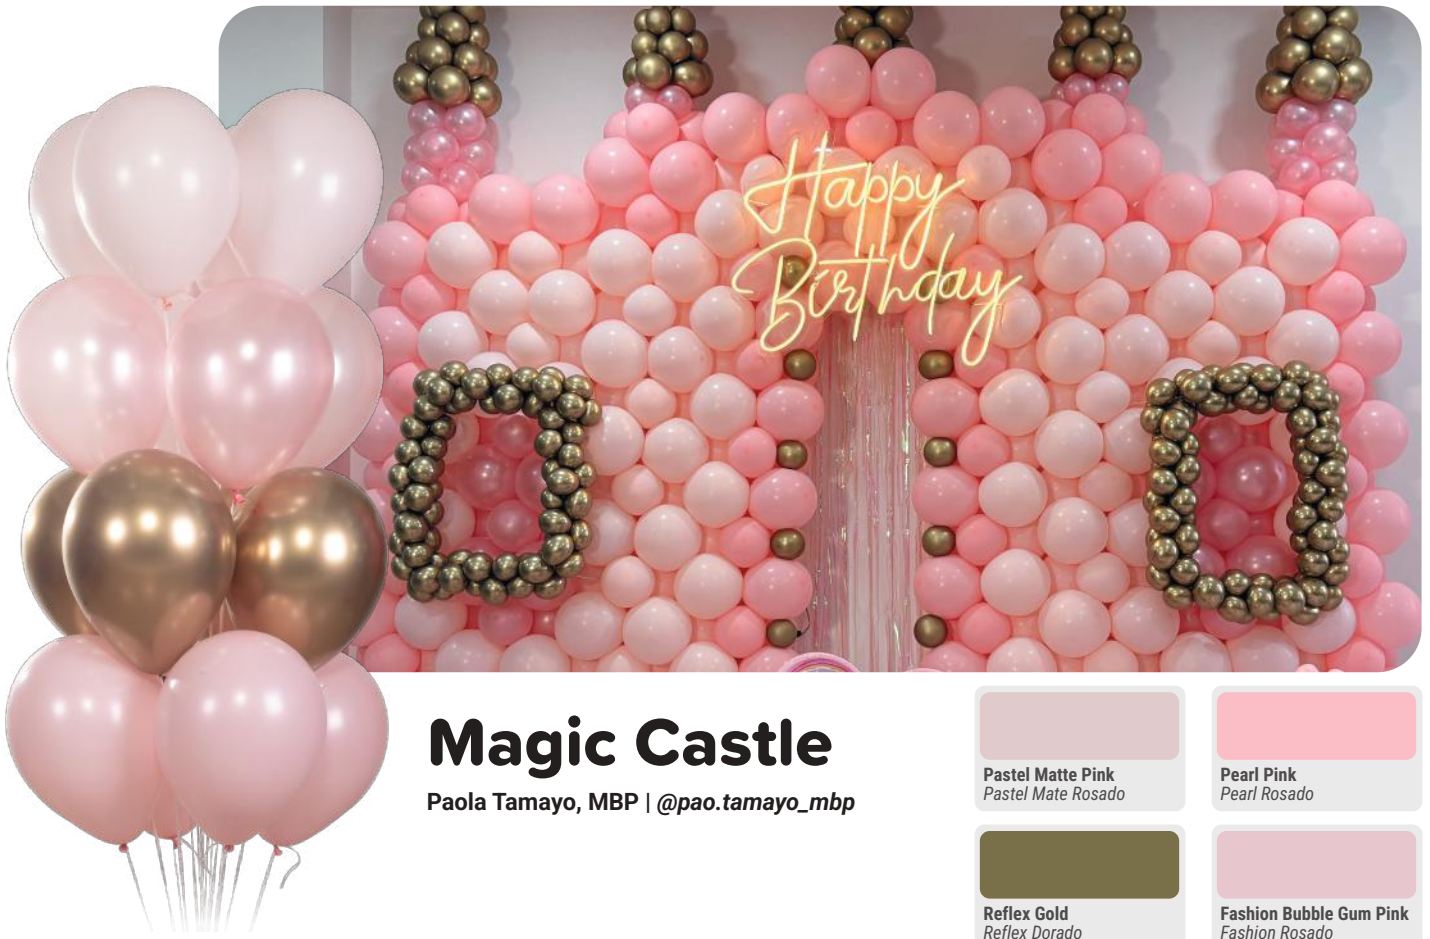 Happy
Birthday
Magic Castle
Paola Tamayo, MBP | @pao.tamayo_mbp
Pastel Matte Pink
Pastel Mate Rosado
Pearl Pink
Pearl Rosado
Reflex Gold
Reflex Dorado
Fashion Bubble Gum Pink
Fashion Rosado